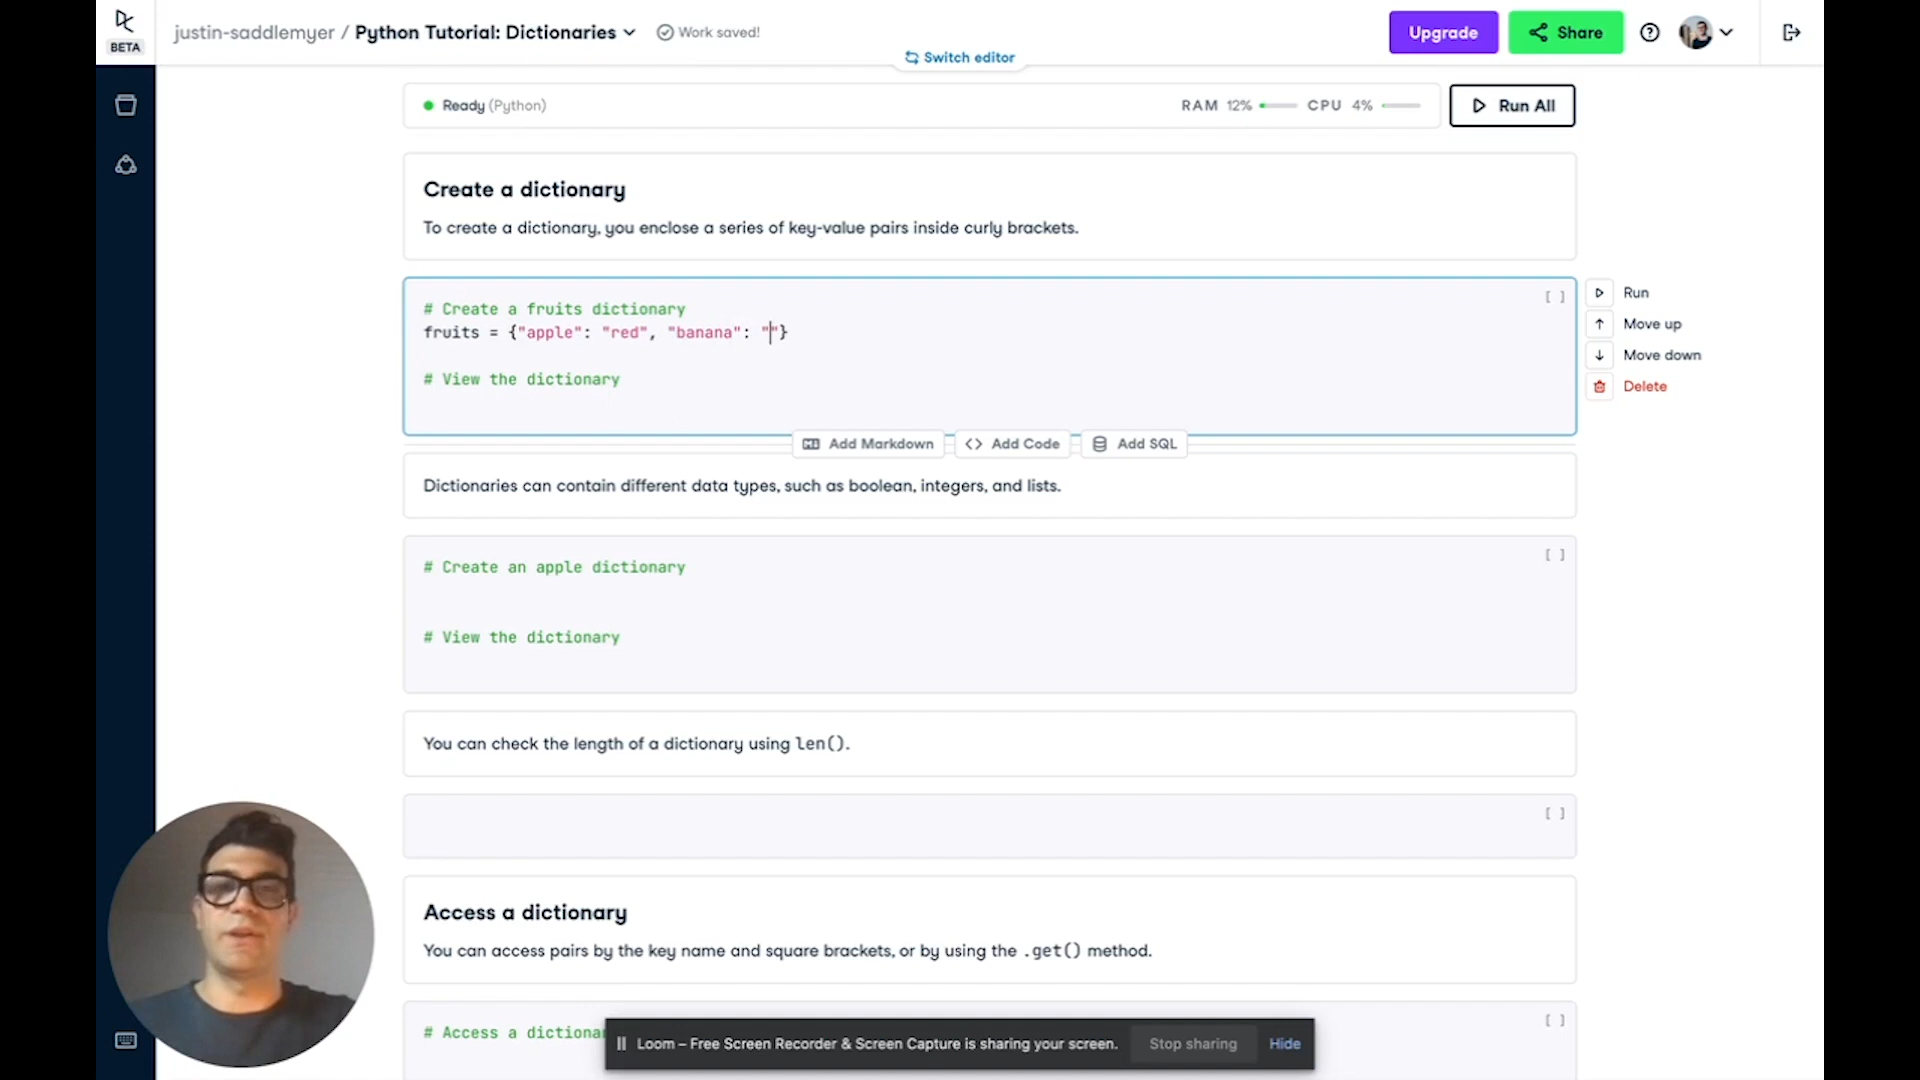 BETA
justin-saddlemyer / Python Tutorial: Dictionaries
Work saved!
Upgrade
Share
Switch editor
Ready (Python)
RAM 12%
CPU 4%
Run All
Create a dictionary
To create a dictionary, you enclose a series of key-value pairs inside curly brackets.
# Create a fruits dictionary
fruits = {"apple": "red", "banana": ""}
# View the dictionary
[ ]
Run
Move up
Move down
Delete
Add Markdown
Add Code
Add SQL
Dictionaries can contain different data types, such as boolean, integers, and lists.
# Create an apple dictionary
[ ]
# View the dictionary
You can check the length of a dictionary using len().
[ ]
Access a dictionary
You can access pairs by the key name and square brackets, or by using the .get() method.
# Access a dictionar
[ ]
Loom – Free Screen Recorder & Screen Capture is sharing your screen.
Stop sharing
Hide